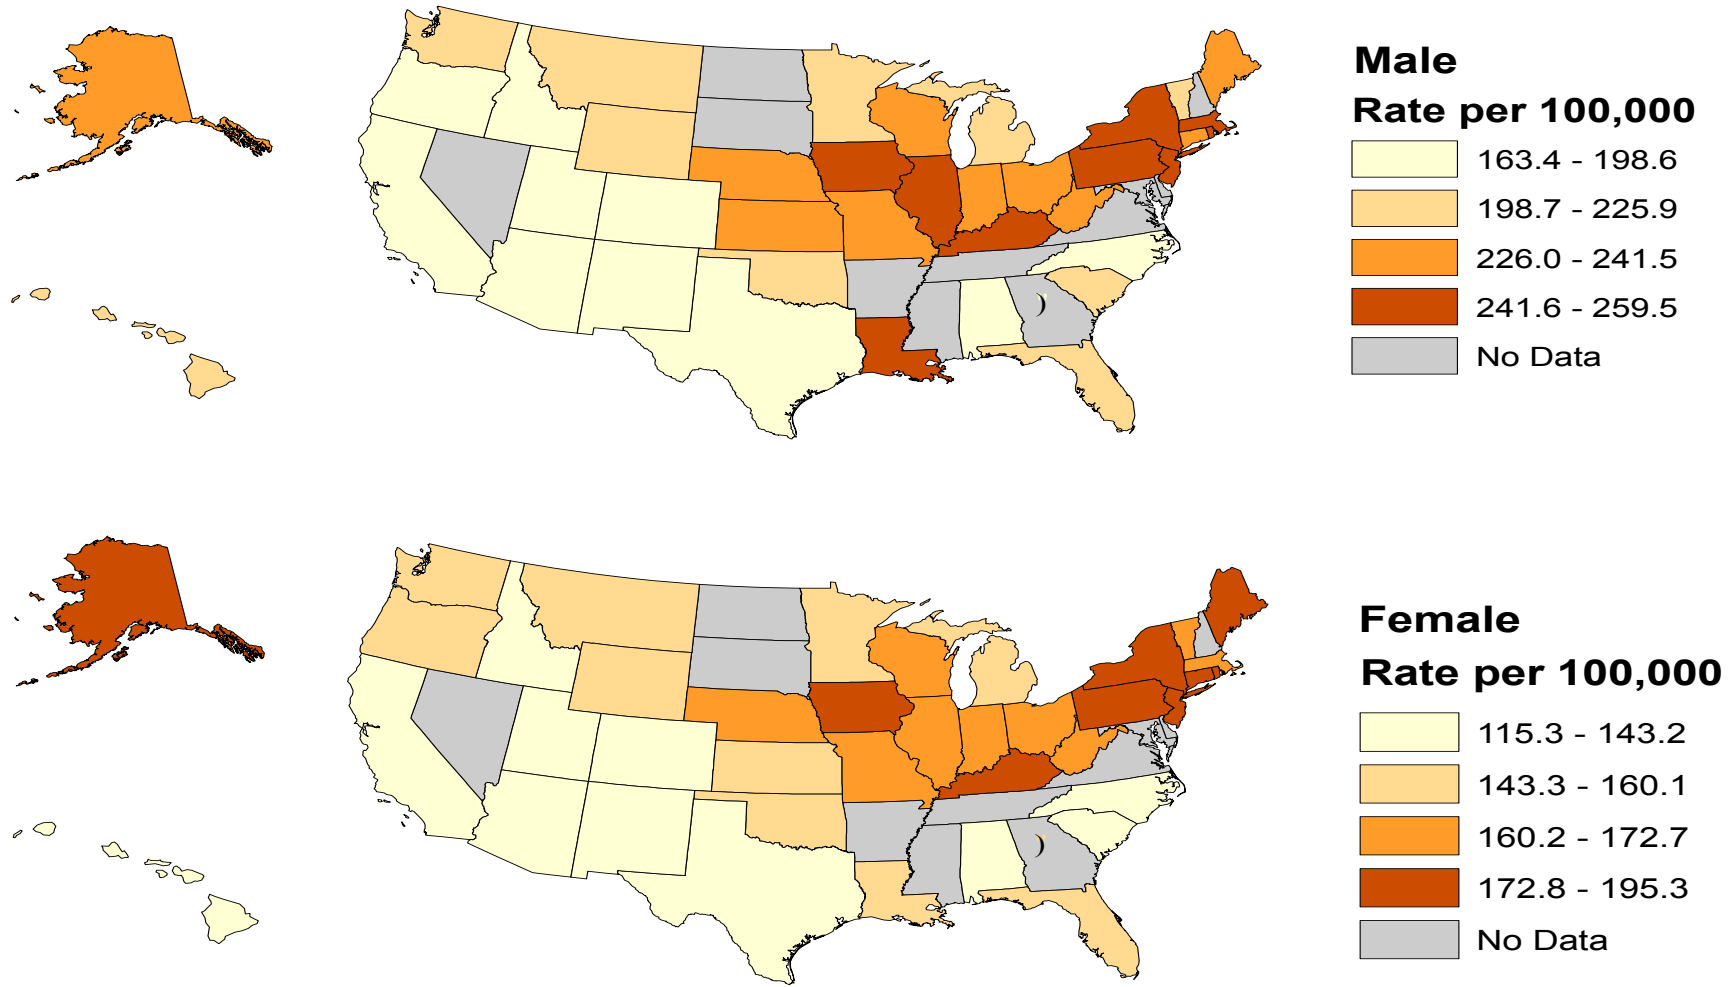 Male
Rate per 100,000
163.4 - 198.6
198.7 - 225.9
226.0 - 241.5
241.6 - 259.5
No Data
Female
Rate per 100,000
115.3 - 143.2
143.3 - 160.1
160.2 - 172.7
172.8 - 195.3
No Data